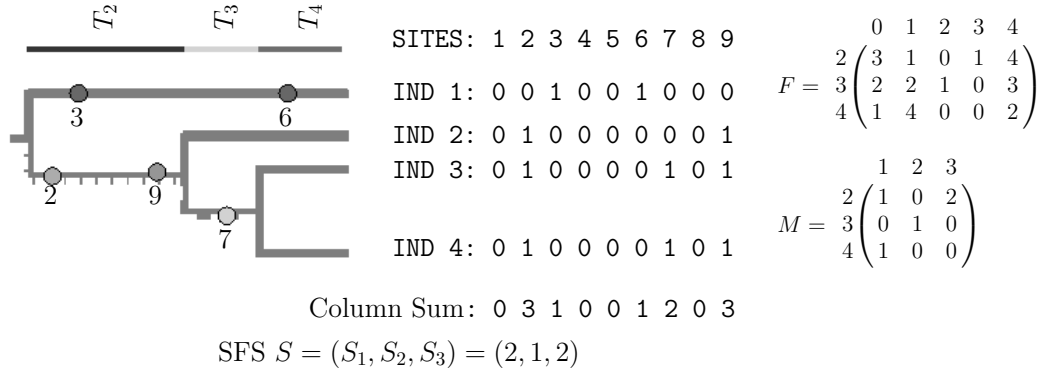 T₂ T₃ T₄
SITES: 1 2 3 4 5 6 7 8 9
IND 1: 0 0 1 0 0 1 0 0 0
IND 2: 0 1 0 0 0 0 0 0 1
IND 3: 0 1 0 0 0 0 1 0 1
IND 4: 0 1 0 0 0 0 1 0 1
Column Sum: 0 3 1 0 0 1 2 0 3
SFS S = (S₁, S₂, S₃) = (2, 1, 2)
3 6
2 9
7
0 1 2 3 4
2 3 1 0 1 4
F = 3 2 2 1 0 3
4 1 4 0 0 2
1 2 3
2 1 0 2
M = 3 0 1 0
4 1 0 0